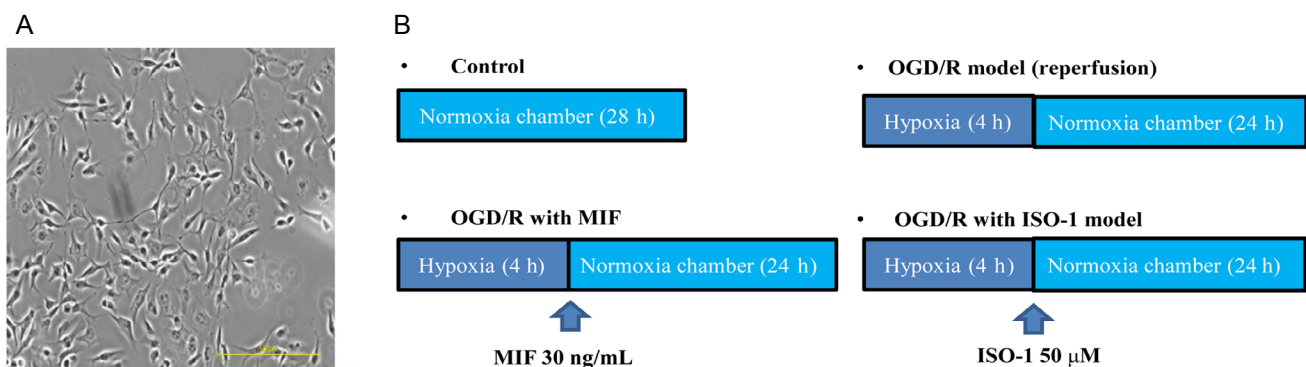 A
B
• Control
Normoxia chamber (28 h)
• OGD/R model (reperfusion)
Hypoxia (4 h) Normoxia chamber (24 h)
• OGD/R with MIF
Hypoxia (4 h) Normoxia chamber (24 h)
MIF 30 ng/mL
• OGD/R with ISO-1 model
Hypoxia (4 h) Normoxia chamber (24 h)
ISO-1 50 μM